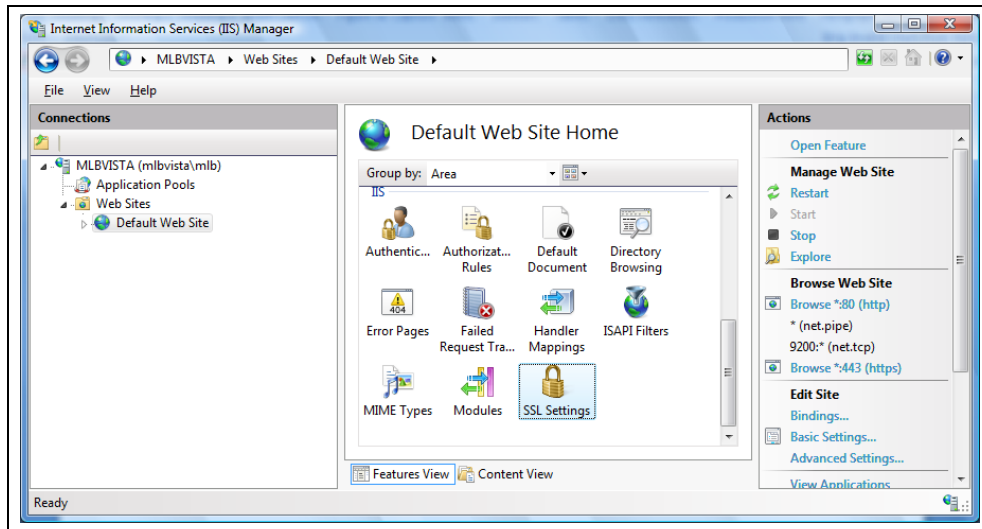 Internet Information Services (IIS) Manager
MLBVISTA Web Sites Default Web Site
File View Help
Connections
MLBVISTA (mlbvista\mlb)
Application Pools
Web Sites
Default Web Site
Default Web Site Home
Group by: Area
IIS
Authentic... Authorizat... Default Directory
Rules Document Browsing
404
Error Pages Failed Handler ISAPI Filters
Request Tra... Mappings
MIME Types Modules SSL Settings
Features View Content View
Actions
Open Feature
Manage Web Site
Restart
Start
Stop
Explore
Browse Web Site
Browse *:80 (http)
* (net.pipe)
9200:* (net.tcp)
Browse *:443 (https)
Edit Site
Bindings...
Basic Settings...
Advanced Settings...
View Applications
Ready